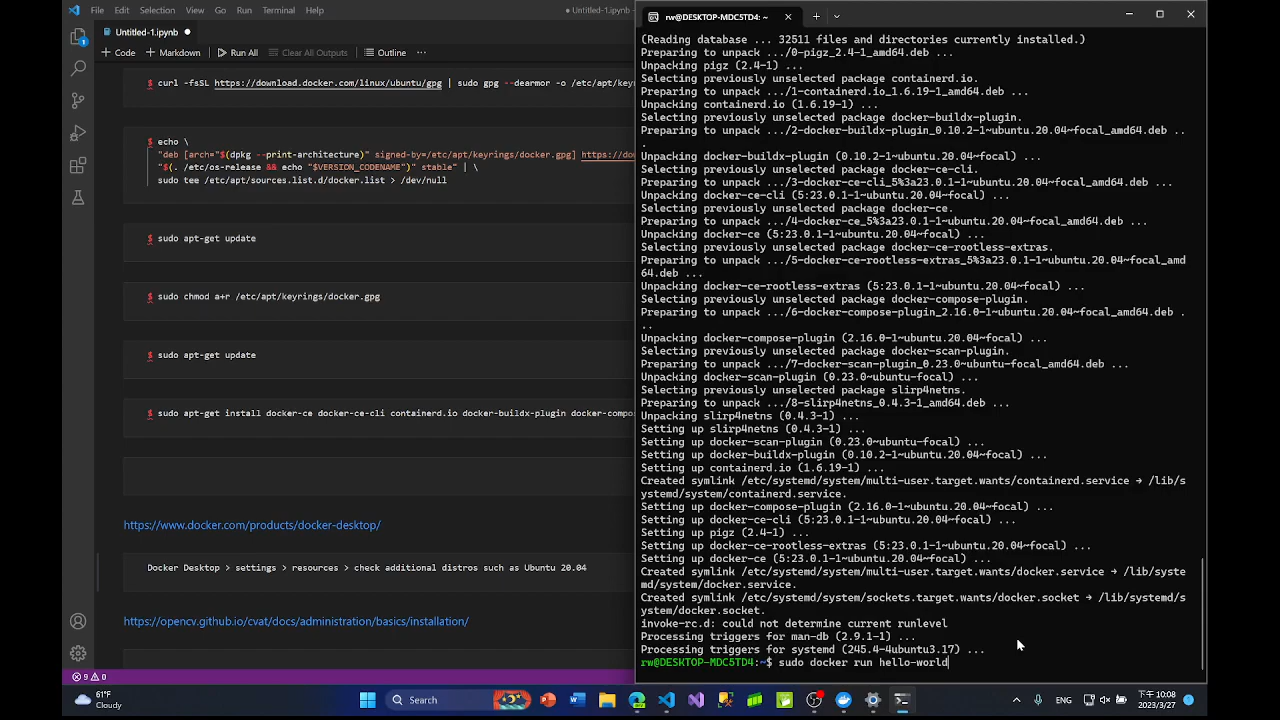 File Edit Selection View Go Run Terminal Help
● Untitled-1.ipynb
Untitled-1.ipynb ●
+ Code + Markdown ▷ Run All Clear All Outputs Outline ···
$ curl -fsSL https://download.docker.com/linux/ubuntu/gpg | sudo gpg --dearmor -o /etc/apt/keyr
$ echo \
"deb [arch="$(dpkg --print-architecture)" signed-by=/etc/apt/keyrings/docker.gpg] https://do
"$(. /etc/os-release && echo "$VERSION_CODENAME")" stable" | \
sudo tee /etc/apt/sources.list.d/docker.list > /dev/null
$ sudo apt-get update
$ sudo chmod a+r /etc/apt/keyrings/docker.gpg
$ sudo apt-get update
$ sudo apt-get install docker-ce docker-ce-cli containerd.io docker-buildx-plugin docker-compo
https://www.docker.com/products/docker-desktop/
Docker Desktop > settings > resources > check additional distros such as Ubuntu 20.04
https://opencv.github.io/cvat/docs/administration/basics/installation/
9 0
rw@DESKTOP-MDC5TD4: ~
(Reading database ... 32511 files and directories currently installed.)
Preparing to unpack .../0-pigz_2.4-1_amd64.deb ...
Unpacking pigz (2.4-1) ...
Selecting previously unselected package containerd.io.
Preparing to unpack .../1-containerd.io_1.6.19-1_amd64.deb ...
Unpacking containerd.io (1.6.19-1) ...
Selecting previously unselected package docker-buildx-plugin.
Preparing to unpack .../2-docker-buildx-plugin_0.10.2-1~ubuntu.20.04~focal_amd64.deb ..
.
Unpacking docker-buildx-plugin (0.10.2-1~ubuntu.20.04~focal) ...
Selecting previously unselected package docker-ce-cli.
Preparing to unpack .../3-docker-ce-cli_5%3a23.0.1-1~ubuntu.20.04~focal_amd64.deb ...
Unpacking docker-ce-cli (5:23.0.1-1~ubuntu.20.04~focal) ...
Selecting previously unselected package docker-ce.
Preparing to unpack .../4-docker-ce_5%3a23.0.1-1~ubuntu.20.04~focal_amd64.deb ...
Unpacking docker-ce (5:23.0.1-1~ubuntu.20.04~focal) ...
Selecting previously unselected package docker-ce-rootless-extras.
Preparing to unpack .../5-docker-ce-rootless-extras_5%3a23.0.1-1~ubuntu.20.04~focal_amd
64.deb ...
Unpacking docker-ce-rootless-extras (5:23.0.1-1~ubuntu.20.04~focal) ...
Selecting previously unselected package docker-compose-plugin.
Preparing to unpack .../6-docker-compose-plugin_2.16.0-1~ubuntu.20.04~focal_amd64.deb .
..
Unpacking docker-compose-plugin (2.16.0-1~ubuntu.20.04~focal) ...
Selecting previously unselected package docker-scan-plugin.
Preparing to unpack .../7-docker-scan-plugin_0.23.0~ubuntu-focal_amd64.deb ...
Unpacking docker-scan-plugin (0.23.0~ubuntu-focal) ...
Selecting previously unselected package slirp4netns.
Preparing to unpack .../8-slirp4netns_0.4.3-1_amd64.deb ...
Unpacking slirp4netns (0.4.3-1) ...
Setting up slirp4netns (0.4.3-1) ...
Setting up docker-scan-plugin (0.23.0~ubuntu-focal) ...
Setting up docker-buildx-plugin (0.10.2-1~ubuntu.20.04~focal) ...
Setting up containerd.io (1.6.19-1) ...
Created symlink /etc/systemd/system/multi-user.target.wants/containerd.service → /lib/s
ystemd/system/containerd.service.
Setting up docker-compose-plugin (2.16.0-1~ubuntu.20.04~focal) ...
Setting up docker-ce-cli (5:23.0.1-1~ubuntu.20.04~focal) ...
Setting up pigz (2.4-1) ...
Setting up docker-ce-rootless-extras (5:23.0.1-1~ubuntu.20.04~focal) ...
Setting up docker-ce (5:23.0.1-1~ubuntu.20.04~focal) ...
Created symlink /etc/systemd/system/multi-user.target.wants/docker.service → /lib/syste
md/system/docker.service.
Created symlink /etc/systemd/system/sockets.target.wants/docker.socket → /lib/systemd/s
ystem/docker.socket.
invoke-rc.d: could not determine current runlevel
Processing triggers for man-db (2.9.1-1) ...
Processing triggers for systemd (245.4-4ubuntu3.17) ...
rw@DESKTOP-MDC5TD4:~$ sudo docker run hello-world
61°F
Cloudy
Search
ENG
下午 10:08
2023/3/27